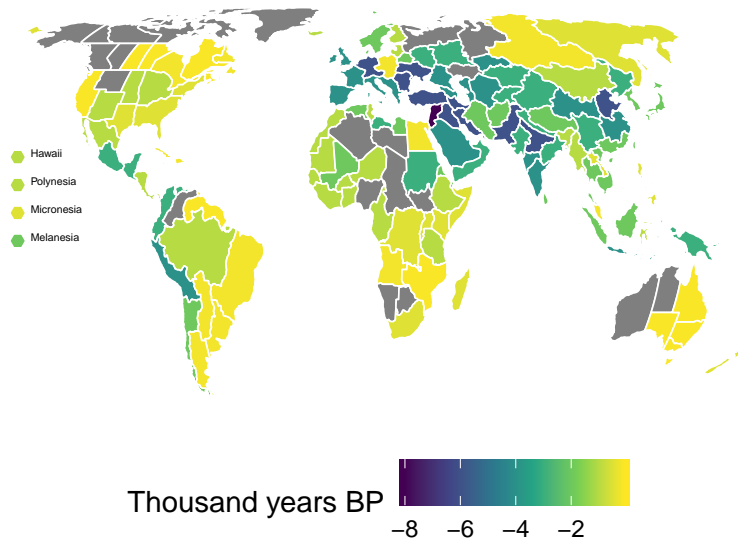 Hawaii
Polynesia
Micronesia
Melanesia
Thousand years BP
−8 −6 −4 −2